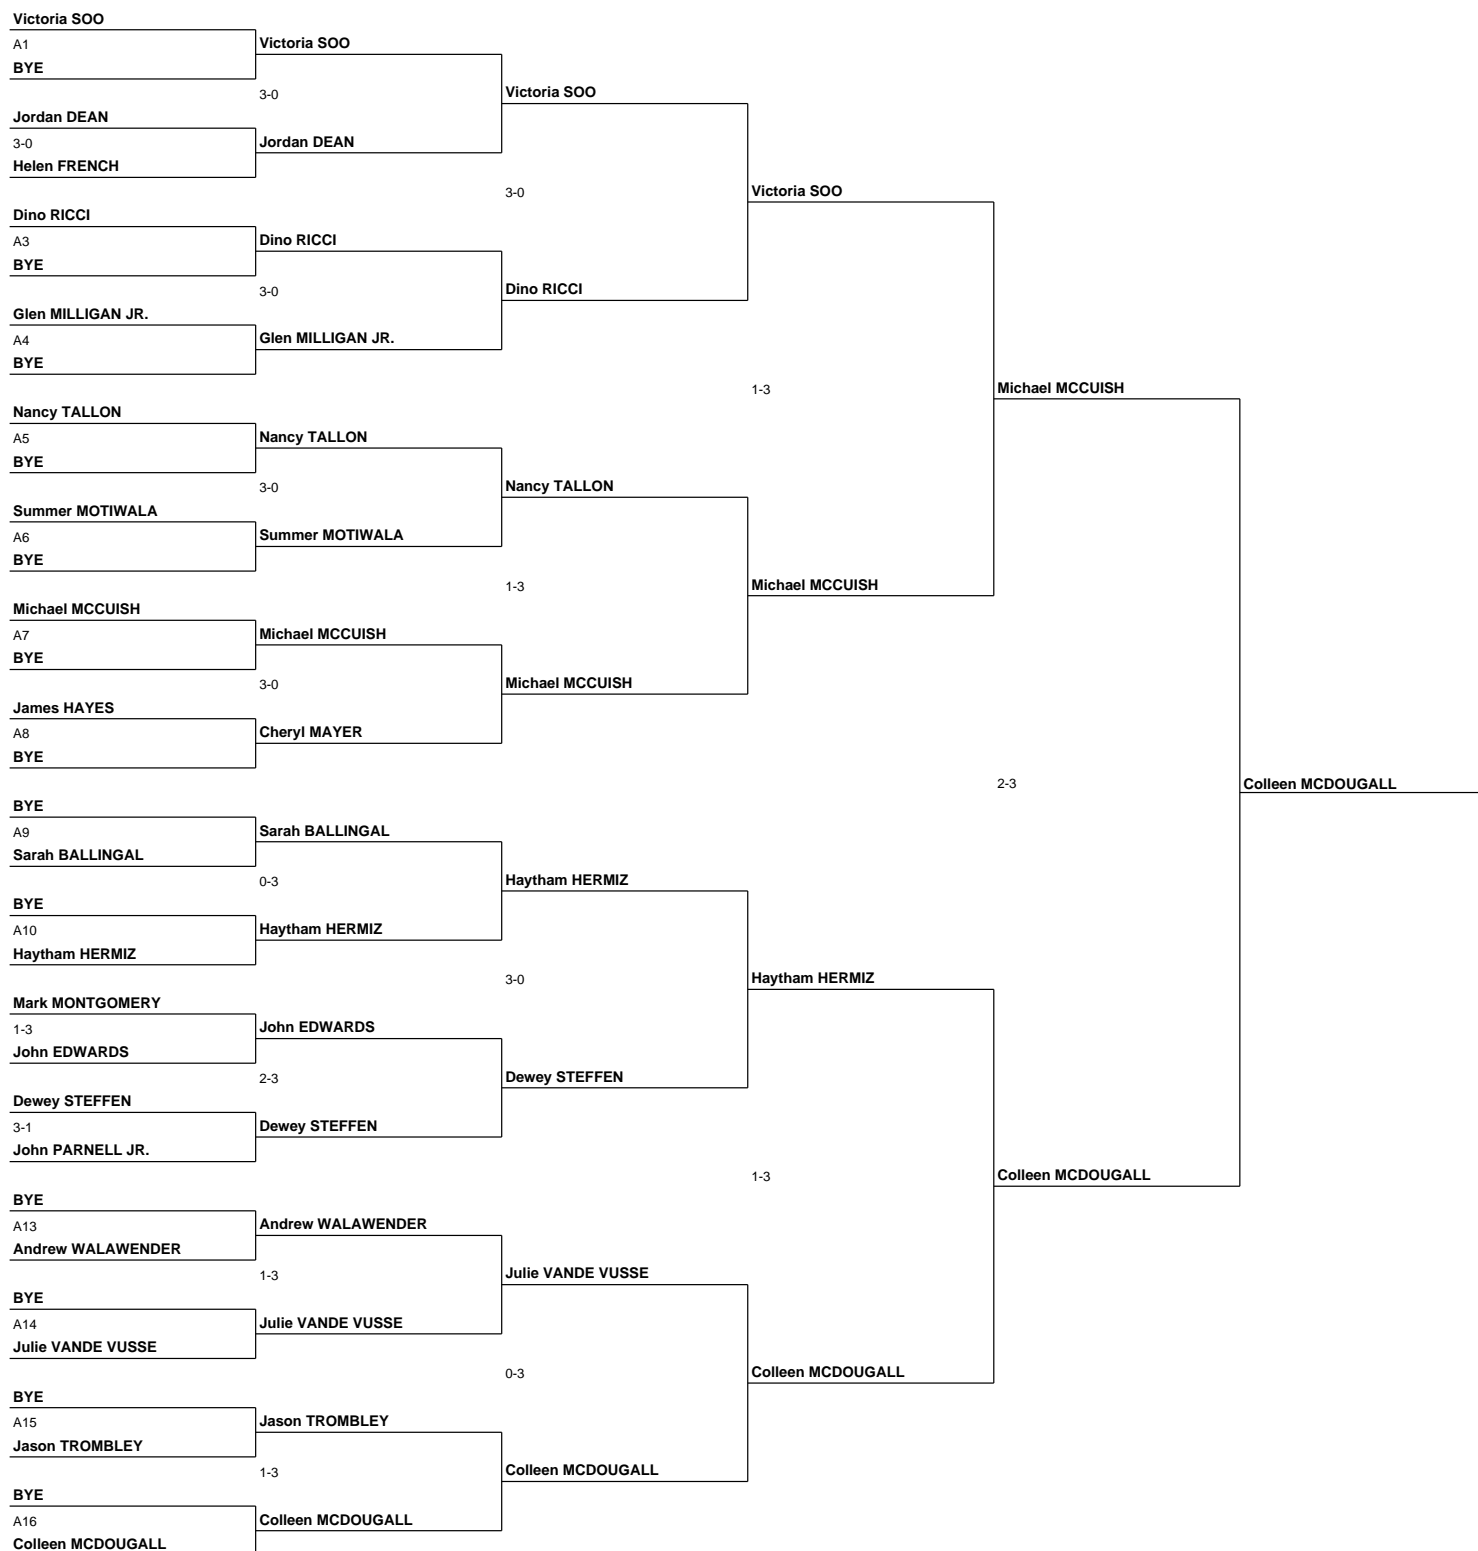 Victoria SOO
A1
BYE
Jordan DEAN
3-0
Helen FRENCH
Dino RICCI
A3
BYE
Glen MILLIGAN JR.
A4
BYE
Nancy TALLON
A5
BYE
Summer MOTIWALA
A6
BYE
Michael MCCUISH
A7
BYE
James HAYES
A8
BYE
BYE
A9
Sarah BALLINGAL
BYE
A10
Haytham HERMIZ
Mark MONTGOMERY
1-3
John EDWARDS
Dewey STEFFEN
3-1
John PARNELL JR.
BYE
A13
Andrew WALAWENDER
BYE
A14
Julie VANDE VUSSE
BYE
A15
Jason TROMBLEY
BYE
A16
Colleen MCDOUGALL
Victoria SOO
3-0
Jordan DEAN
Dino RICCI
3-0
Glen MILLIGAN JR.
Nancy TALLON
3-0
Summer MOTIWALA
Michael MCCUISH
3-0
Cheryl MAYER
Sarah BALLINGAL
0-3
Haytham HERMIZ
John EDWARDS
2-3
Dewey STEFFEN
Andrew WALAWENDER
1-3
Julie VANDE VUSSE
Jason TROMBLEY
1-3
Colleen MCDOUGALL
Victoria SOO
3-0
Dino RICCI
Nancy TALLON
1-3
Michael MCCUISH
Haytham HERMIZ
3-0
Dewey STEFFEN
Julie VANDE VUSSE
0-3
Colleen MCDOUGALL
Victoria SOO
1-3
Michael MCCUISH
Haytham HERMIZ
1-3
Colleen MCDOUGALL
Michael MCCUISH
2-3
Colleen MCDOUGALL
Colleen MCDOUGALL